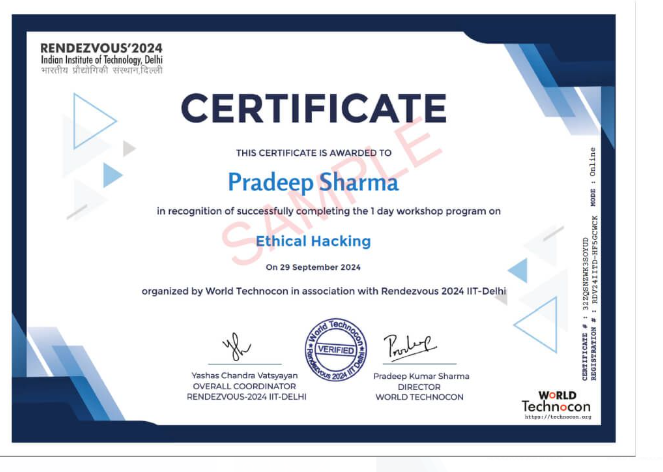 RENDEZVOUS'2024
Indian Institute of Technology, Delhi
भारतीय प्रौद्योगिकी संस्थान,दिल्ली
CERTIFICATE
THIS CERTIFICATE IS AWARDED TO
Pradeep Sharma
in recognition of successfully completing the 1 day workshop program on
Ethical Hacking
On 29 September 2024
organized by World Technocon in association with Rendezvous 2024 IIT-Delhi
SAMPLE
Yashas Chandra Vatsyayan
OVERALL COORDINATOR
RENDEZVOUS-2024 IIT-DELHI
World Technocon
VERIFIED
Rendezvous 2024 IIT Delhi
Pradeep
Pradeep Kumar Sharma
DIRECTOR
WORLD TECHNOCON
CERTIFICATE # : 32ZQSNZWK3SOYUD
REGISTRATION # : RDV24IITD-HF5GCWCK MODE : Online
WORLD
Technocon
https://technocon.org